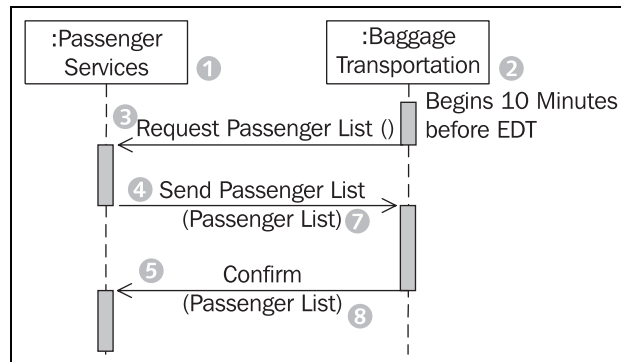 :Passenger
Services
1
:Baggage
Transportation
2
Begins 10 Minutes
before EDT
3
Request Passenger List ()
4 Send Passenger List
(Passenger List) 7
5 Confirm
(Passenger List) 8